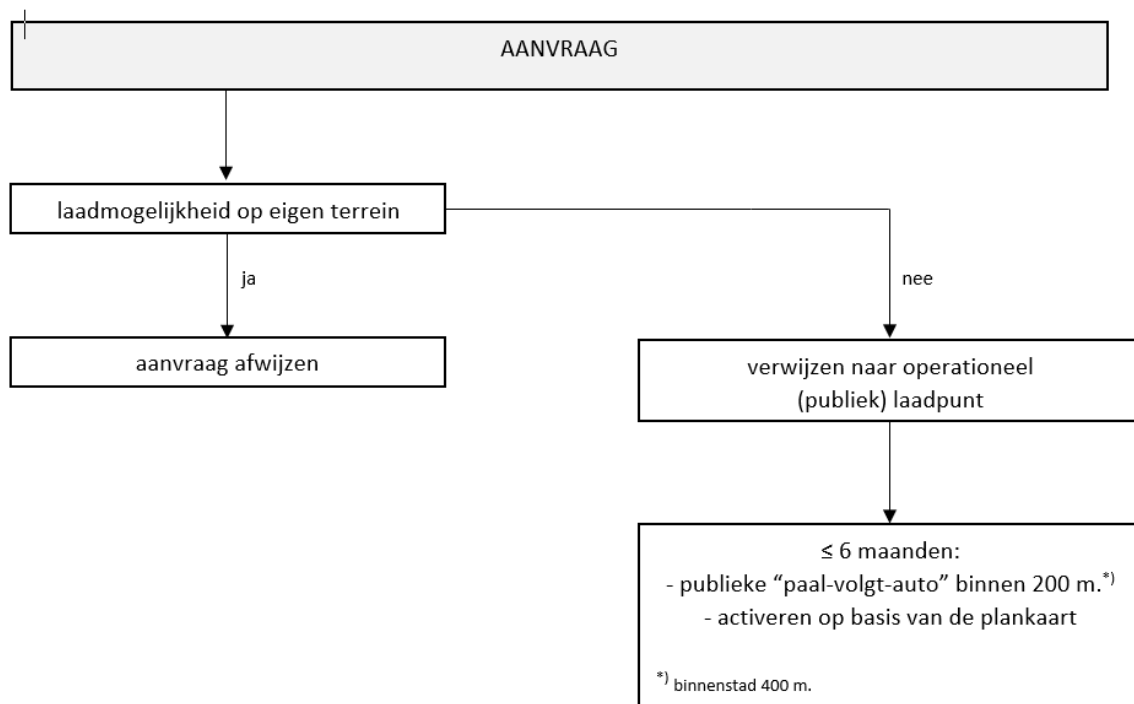 AANVRAAG
laadmogelijkheid op eigen terrein
ja
nee
aanvraag afwijzen
verwijzen naar operationeel
(publiek) laadpunt
≤ 6 maanden:
- publieke “paal-volgt-auto” binnen 200 m.*)
- activeren op basis van de plankaart
*) binnenstad 400 m.